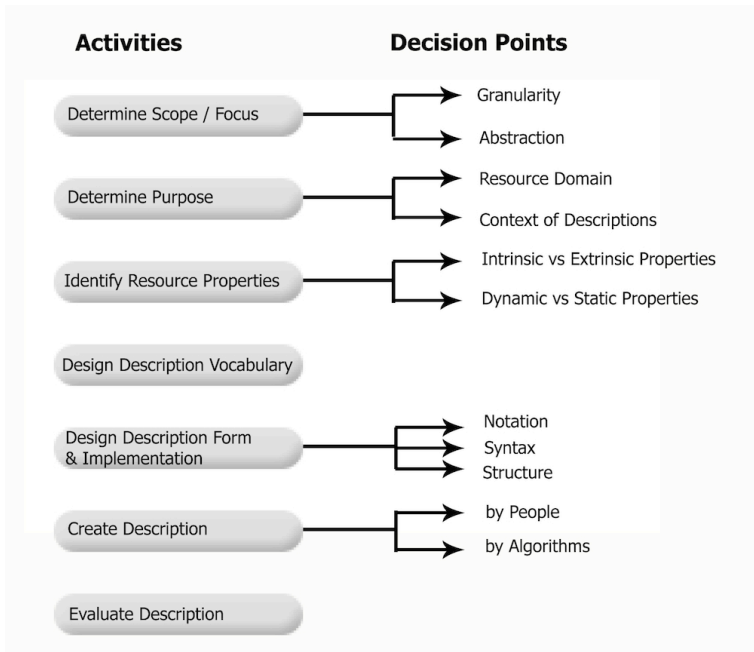 Activities
Decision Points
Determine Scope / Focus
Granularity
Abstraction
Determine Purpose
Resource Domain
Context of Descriptions
Identify Resource Properties
Intrinsic vs Extrinsic Properties
Dynamic vs Static Properties
Design Description Vocabulary
Design Description Form
& Implementation
Notation
Syntax
Structure
Create Description
by People
by Algorithms
Evaluate Description